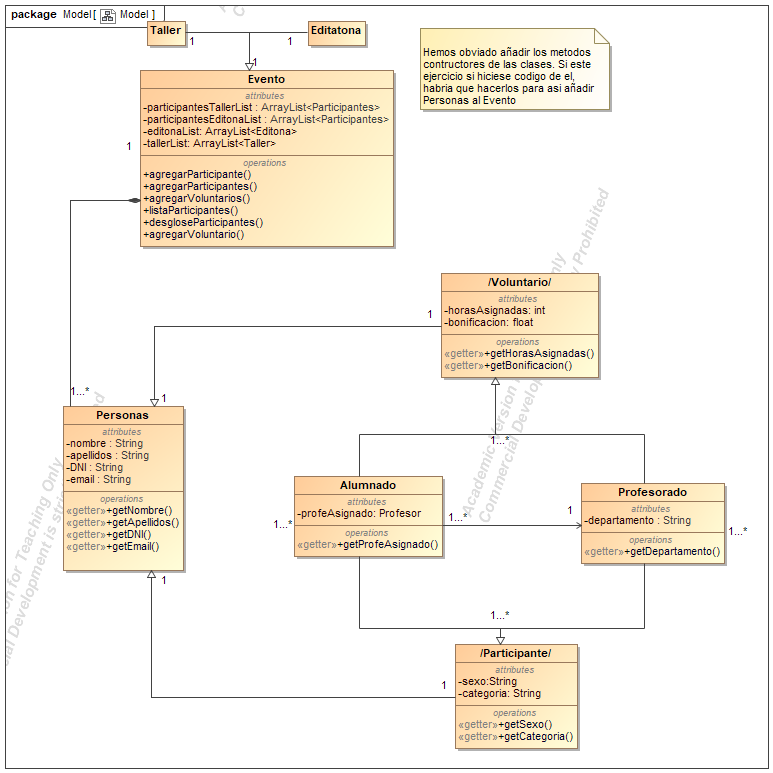 package Model [ Model ]
Taller
Editatona
1
1
1
Hemos obviado añadir los metodos
contructores de las clases. Si este
ejercicio si hiciese codigo de el,
habria que hacerlos para asi añadir
Personas al Evento
Evento
attributes
-participantesTallerList : ArrayList<Participantes>
-participantesEditonaList : ArrayList<Participantes>
-editonaList: ArrayList<Editona>
-tallerList: ArrayList<Taller>
operations
+agregarParticipante()
+agregarParticipantes()
+agregarVoluntarios()
+listaParticipantes()
+desgloseParticipantes()
+agregarVoluntario()
1
1...*
/Voluntario/
attributes
-horasAsignadas: int
-bonificacion: float
operations
«getter»+getHorasAsignadas()
«getter»+getBonificacion()
1
1
Personas
attributes
-nombre : String
-apellidos : String
-DNI : String
-email : String
operations
«getter»+getNombre()
«getter»+getApellidos()
«getter»+getDNI()
«getter»+getEmail()
1
1...*
Alumnado
attributes
-profeAsignado: Profesor
operations
«getter»+getProfeAsignado()
1...*
1...*
1
Profesorado
attributes
-departamento : String
operations
«getter»+getDepartamento()
1...*
1...*
/Participante/
attributes
-sexo:String
-categoria: String
operations
«getter»+getSexo()
«getter»+getCategoria()
1
Academic Version
Commercial Development
Only
y Prohibited
ion for Teaching Only
cial Development is stri
ed